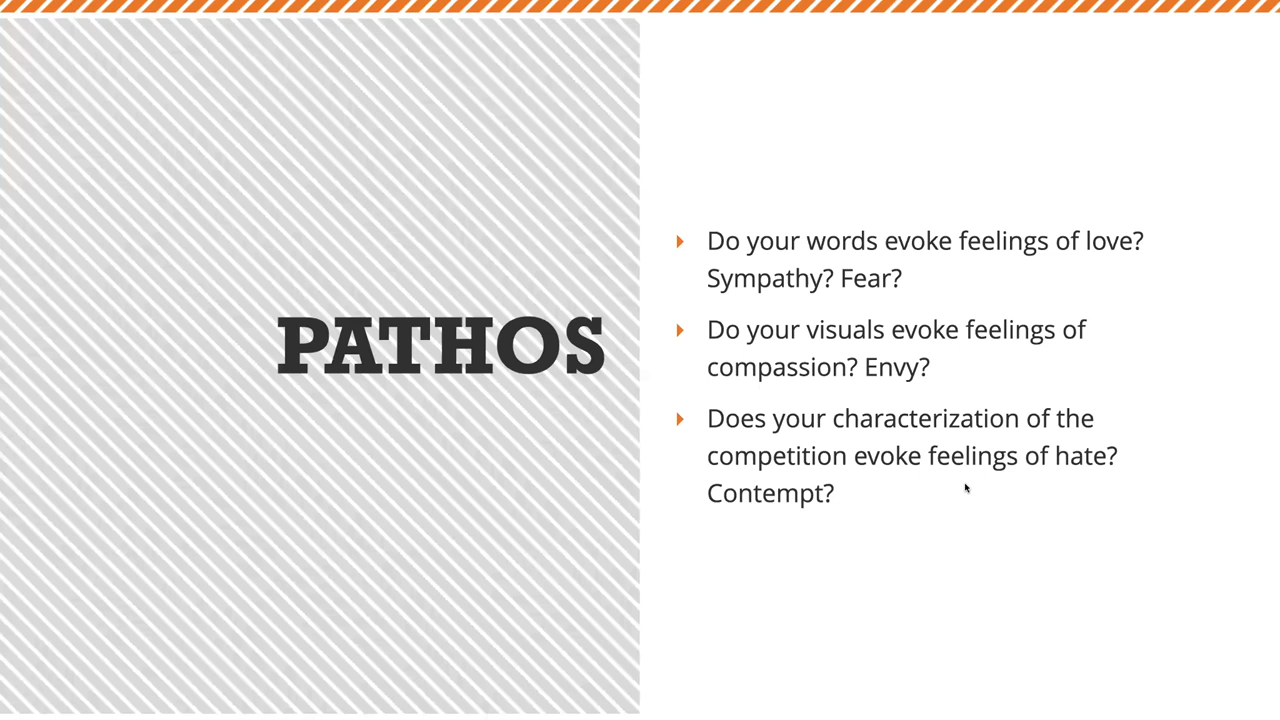 PATHOS
Do your words evoke feelings of love?
Sympathy? Fear?
Do your visuals evoke feelings of
compassion? Envy?
Does your characterization of the
competition evoke feelings of hate?
Contempt?